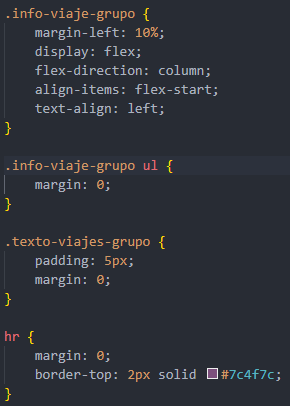 .info-viaje-grupo {
    margin-left: 10%;
    display: flex;
    flex-direction: column;
    align-items: flex-start;
    text-align: left;
}

.info-viaje-grupo ul {
    margin: 0;
}

.texto-viajes-grupo {
    padding: 5px;
    margin: 0;
}

hr {
    margin: 0;
    border-top: 2px solid #7c4f7c;
}